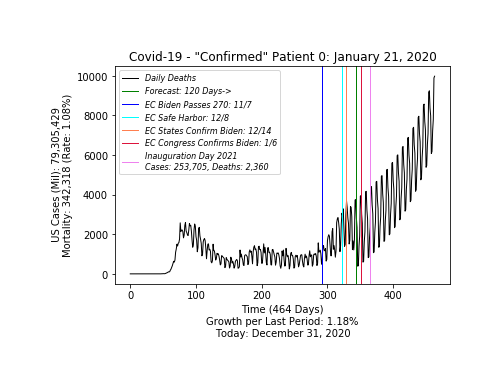 Covid-19 - "Confirmed" Patient 0: January 21, 2020
10000
8000
6000
4000
2000
0
US Cases (Mil): 79,305,429
Mortality: 342,318 (Rate: 1.08%)
Daily Deaths
Forecast: 120 Days->
EC Biden Passes 270: 11/7
EC Safe Harbor: 12/8
EC States Confirm Biden: 12/14
EC Congress Confirms Biden: 1/6
Inauguration Day 2021
Cases: 253,705, Deaths: 2,360
0 100 200 300 400
Time (464 Days)
Growth per Last Period: 1.18%
Today: December 31, 2020